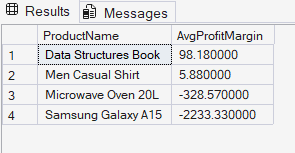 Results Messages
ProductName AvgProfitMargin
1 Data Structures Book 98.180000
2 Men Casual Shirt 5.880000
3 Microwave Oven 20L -328.570000
4 Samsung Galaxy A15 -2233.330000